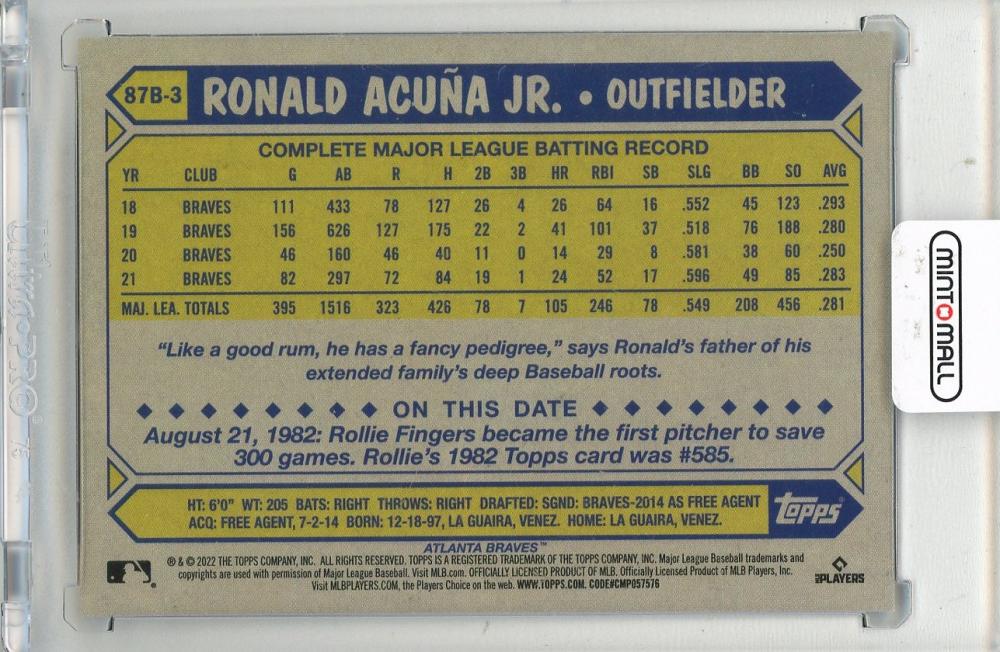 87B-3 RONALD ACUÑA JR. • OUTFIELDER
COMPLETE MAJOR LEAGUE BATTING RECORD
YR CLUB G AB R H 2B 3B HR RBI SB SLG BB SO AVG
18 BRAVES 111 433 78 127 26 4 26 64 16 .552 45 123 .293
19 BRAVES 156 626 127 175 22 2 41 101 37 .518 76 188 .280
20 BRAVES 46 160 46 40 11 0 14 29 8 .581 38 60 .250
21 BRAVES 82 297 72 84 19 1 24 52 17 .596 49 85 .283
MAJ. LEA. TOTALS 395 1516 323 426 78 7 105 246 78 .549 208 456 .281
“Like a good rum, he has a fancy pedigree,” says Ronald’s father of his
extended family’s deep Baseball roots.
ON THIS DATE
August 21, 1982: Rollie Fingers became the first pitcher to save
300 games. Rollie’s 1982 Topps card was #585.
HT: 6'0" WT: 205 BATS: RIGHT THROWS: RIGHT DRAFTED: SGND: BRAVES-2014 AS FREE AGENT
ACQ: FREE AGENT, 7-2-14 BORN: 12-18-97, LA GUAIRA, VENEZ. HOME: LA GUAIRA, VENEZ.
Topps®
ATLANTA BRAVES™
® & © 2022 THE TOPPS COMPANY, INC. ALL RIGHTS RESERVED. TOPPS IS A REGISTERED TRADEMARK OF THE TOPPS COMPANY, INC. Major League Baseball trademarks and
copyrights are used with permission of Major League Baseball. Visit MLB.com. OFFICIALLY LICENSED PRODUCT OF MLB. Officially Licensed Product of MLB Players, Inc.
Visit MLBPLAYERS.com, the Players Choice on the web. WWW.TOPPS.COM. CODE#CMP057576
PLAYERS
MINTOMALL